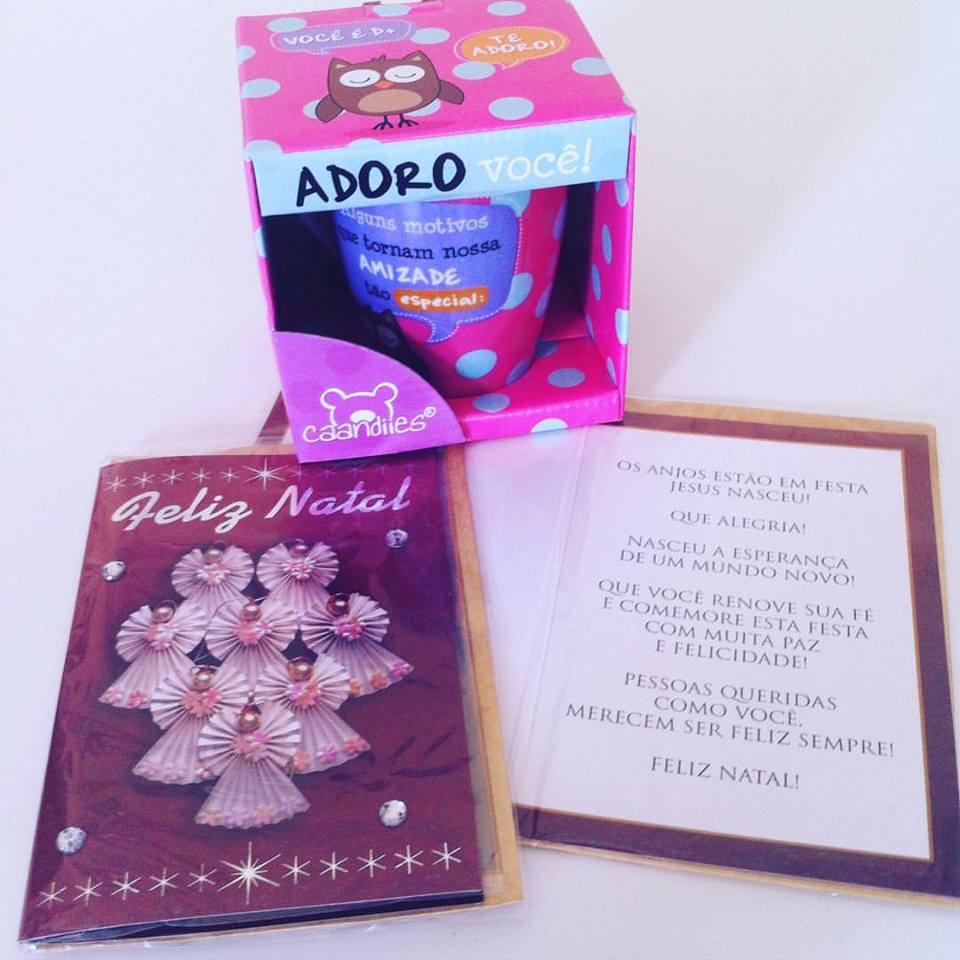 VOCÊ É D+
TE
ADORO!
ADORO você!
Alguns motivos
que tornam nossa
AMIZADE
tão especial:
caandiies®
Feliz Natal
OS ANJOS ESTÃO EM FESTA
JESUS NASCEU!
QUE ALEGRIA!
NASCEU A ESPERANÇA
DE UM MUNDO NOVO!
QUE VOCÊ RENOVE SUA FÉ
E COMEMORE ESTA FESTA
COM MUITA PAZ
E FELICIDADE!
PESSOAS QUERIDAS
COMO VOCÊ,
MERECEM SER FELIZ SEMPRE!
FELIZ NATAL!